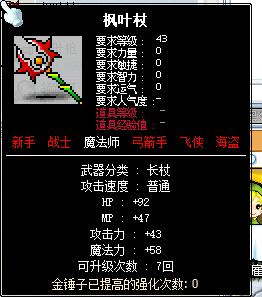 枫叶杖
要求等级 : 43
要求力量 : 0
要求敏捷 : 0
要求智力 : 0
要求运气 : 0
要求人气度 : -
道具等级 : -
道具经验值 : -
新手 战士 魔法师 弓箭手 飞侠 海盗
武器分类 : 长杖
攻击速度 : 普通
HP : +92
MP : +47
攻击力 : +43
魔法力 : +58
可升级次数 : 7回
金锤子已提高的强化次数: 0